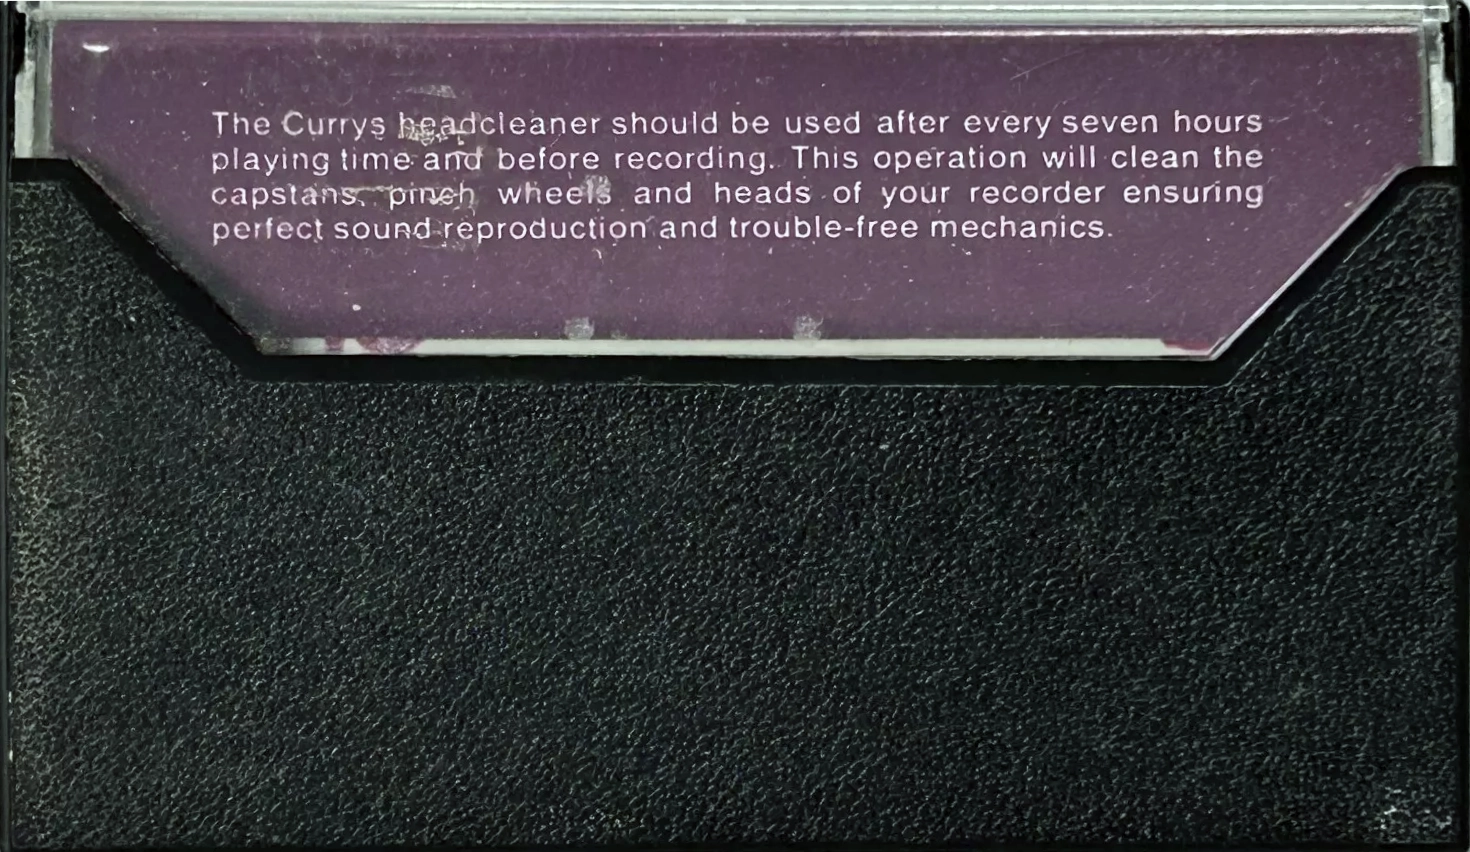 The Currys headcleaner should be used after every seven hours
playing time and before recording. This operation will clean the
capstans, pinch wheels and heads of your recorder ensuring
perfect sound reproduction and trouble-free mechanics.